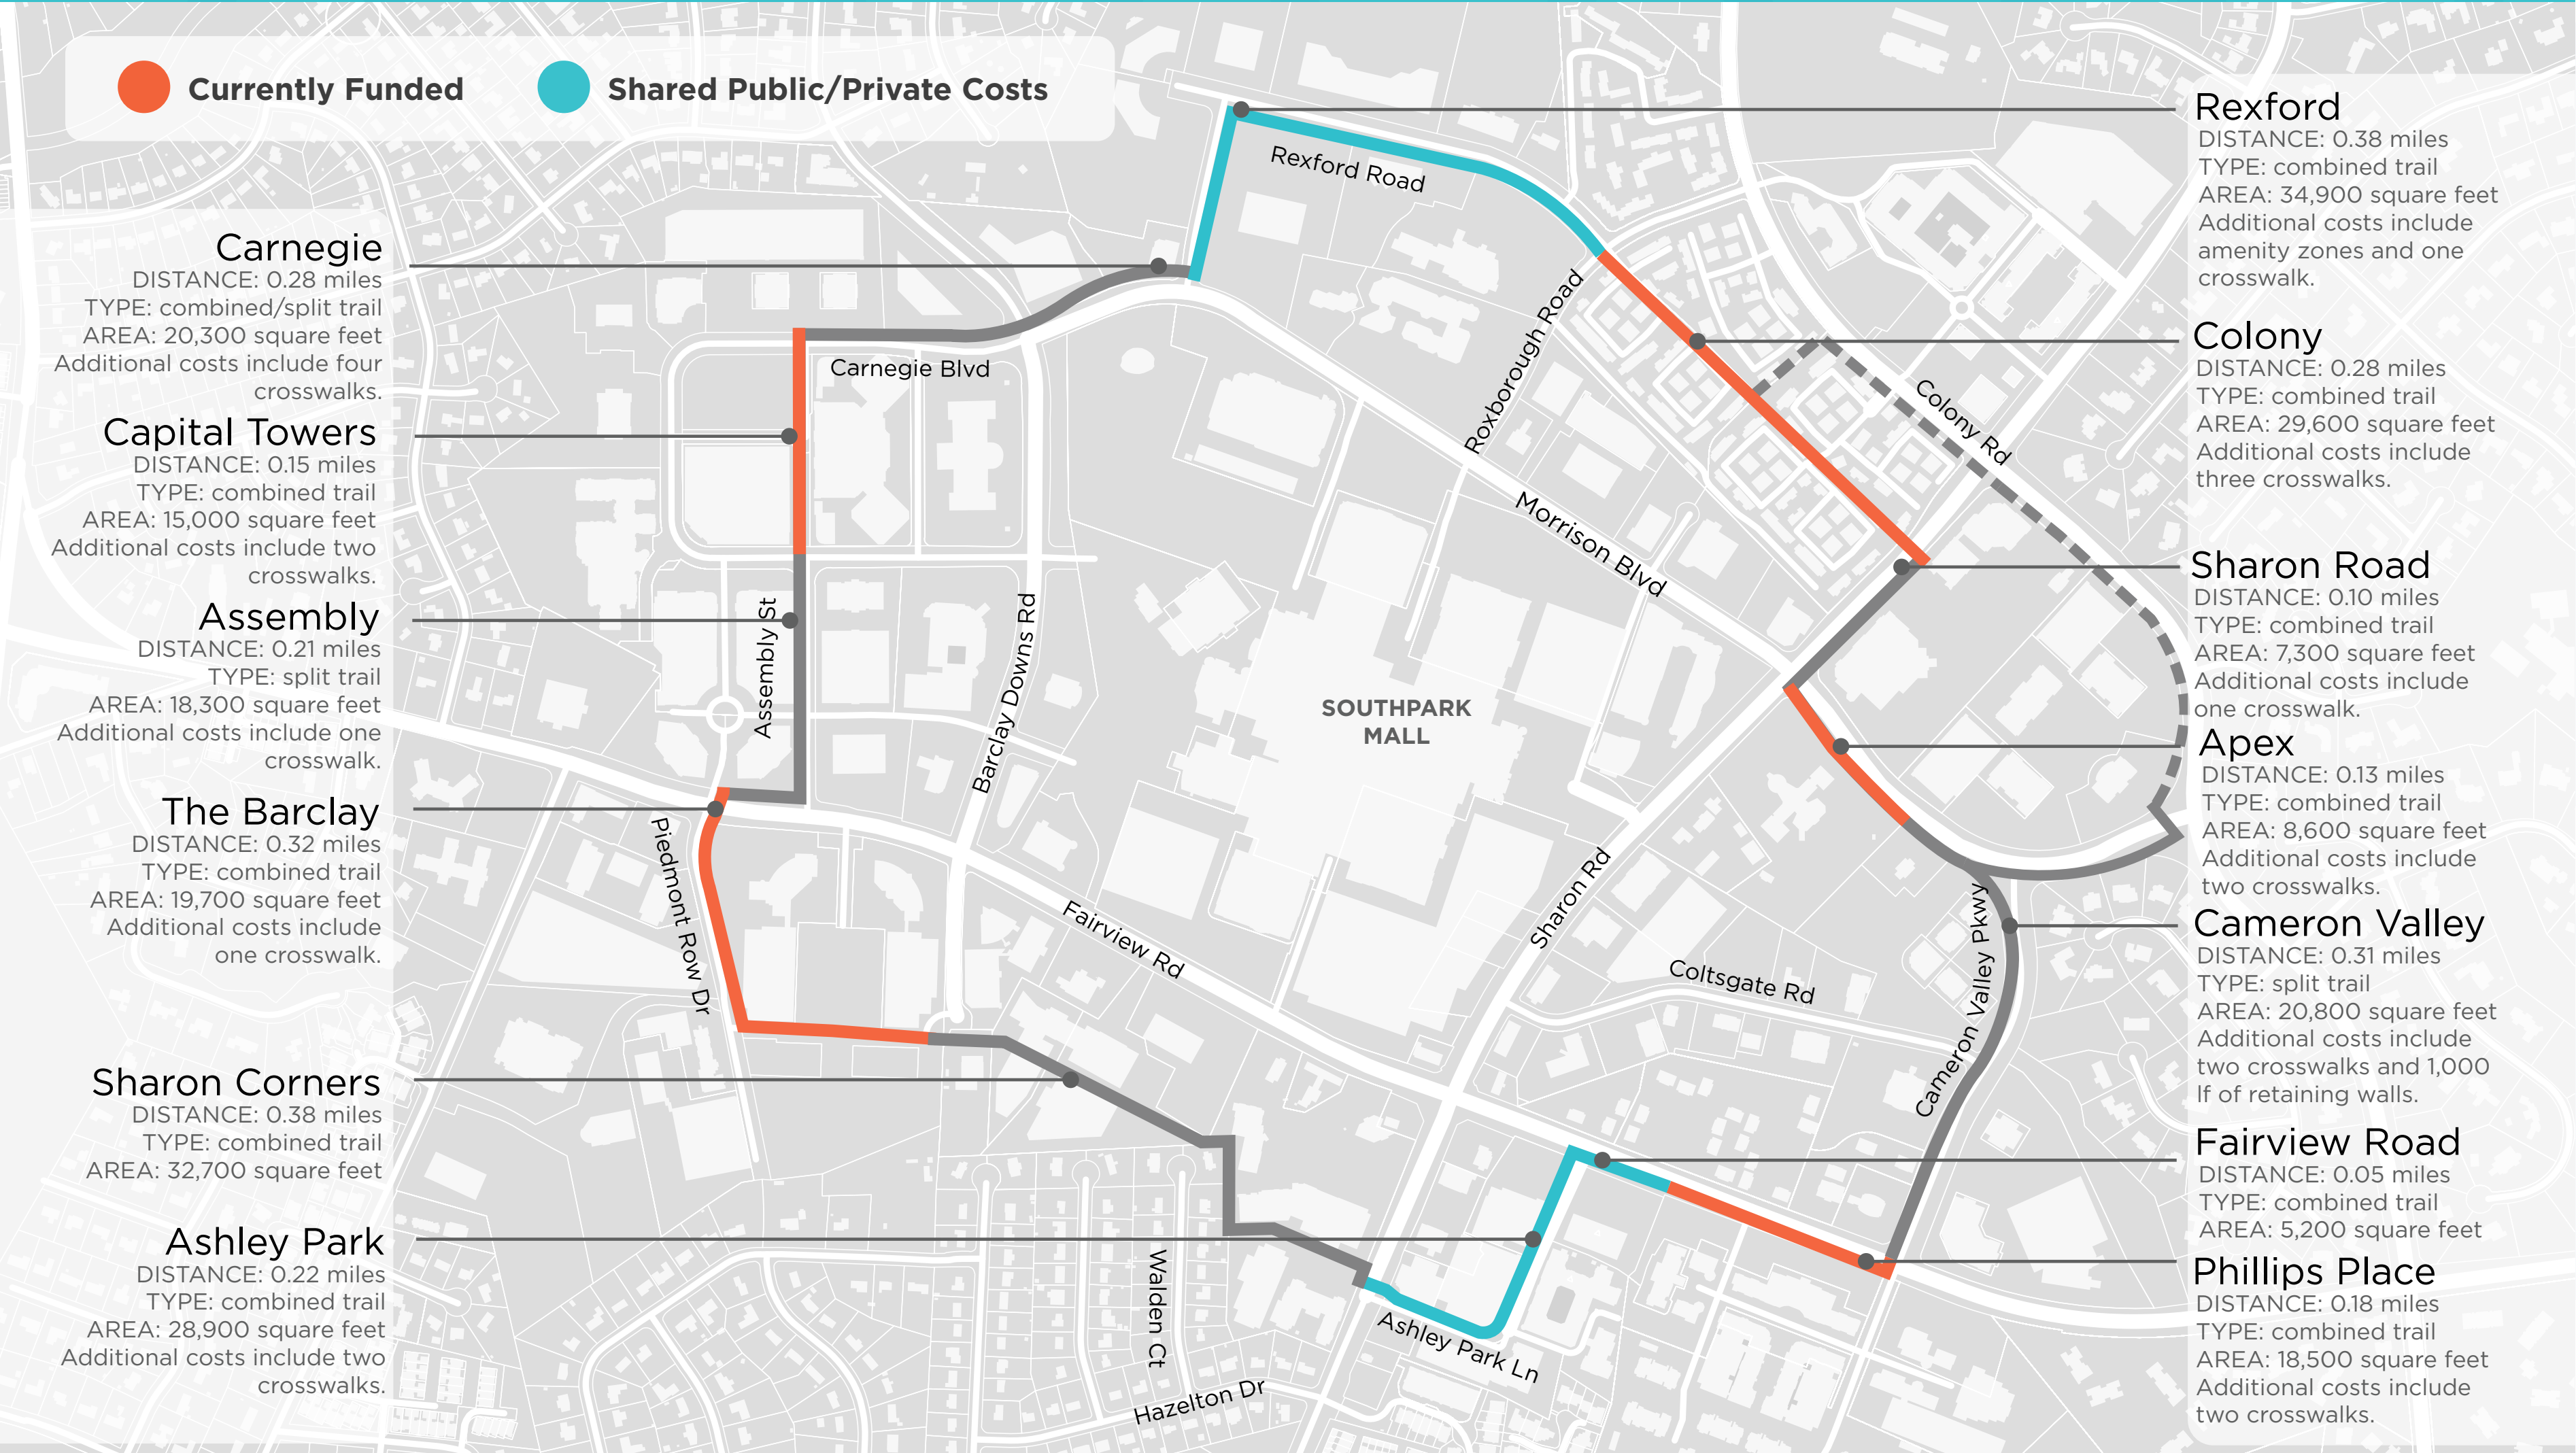 Currently Funded
Shared Public/Private Costs
Carnegie
DISTANCE: 0.28 miles
TYPE: combined/split trail
AREA: 20,300 square feet
Additional costs include four
crosswalks.
Capital Towers
DISTANCE: 0.15 miles
TYPE: combined trail
AREA: 15,000 square feet
Additional costs include two
crosswalks.
Assembly
DISTANCE: 0.21 miles
TYPE: split trail
AREA: 18,300 square feet
Additional costs include one
crosswalk.
The Barclay
DISTANCE: 0.32 miles
TYPE: combined trail
AREA: 19,700 square feet
Additional costs include
one crosswalk.
Sharon Corners
DISTANCE: 0.38 miles
TYPE: combined trail
AREA: 32,700 square feet
Ashley Park
DISTANCE: 0.22 miles
TYPE: combined trail
AREA: 28,900 square feet
Additional costs include two
crosswalks.
Rexford Road
Carnegie Blvd
Roxborough Road
Colony Rd
Morrison Blvd
Assembly St
Barclay Downs Rd
SOUTHPARK
MALL
Piedmont Row Dr
Fairview Rd
Sharon Rd
Coltsgate Rd
Cameron Valley Pkwy
Walden Ct
Ashley Park Ln
Hazelton Dr
Rexford
DISTANCE: 0.38 miles
TYPE: combined trail
AREA: 34,900 square feet
Additional costs include
amenity zones and one
crosswalk.
Colony
DISTANCE: 0.28 miles
TYPE: combined trail
AREA: 29,600 square feet
Additional costs include
three crosswalks.
Sharon Road
DISTANCE: 0.10 miles
TYPE: combined trail
AREA: 7,300 square feet
Additional costs include
one crosswalk.
Apex
DISTANCE: 0.13 miles
TYPE: combined trail
AREA: 8,600 square feet
Additional costs include
two crosswalks.
Cameron Valley
DISTANCE: 0.31 miles
TYPE: split trail
AREA: 20,800 square feet
Additional costs include
two crosswalks and 1,000
lf of retaining walls.
Fairview Road
DISTANCE: 0.05 miles
TYPE: combined trail
AREA: 5,200 square feet
Phillips Place
DISTANCE: 0.18 miles
TYPE: combined trail
AREA: 18,500 square feet
Additional costs include
two crosswalks.